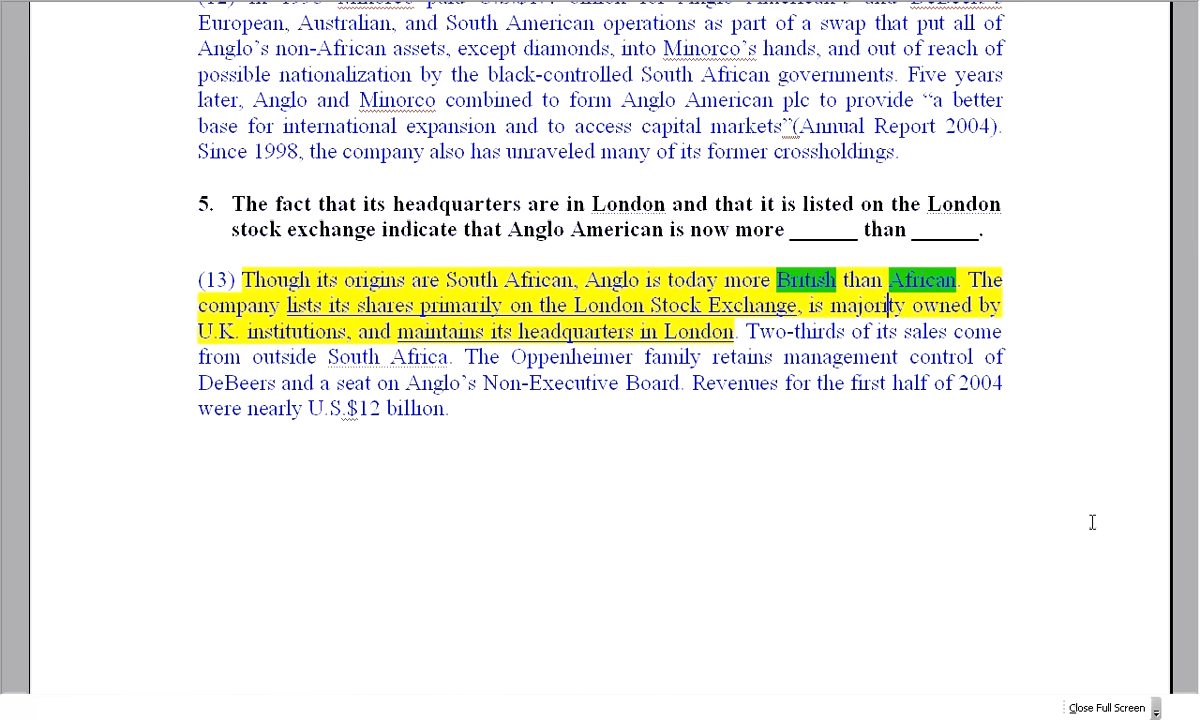 European, Australian, and South American operations as part of a swap that put all of
Anglo's non-African assets, except diamonds, into Minorco's hands, and out of reach of
possible nationalization by the black-controlled South African governments. Five years
later, Anglo and Minorco combined to form Anglo American plc to provide “a better
base for international expansion and to access capital markets”(Annual Report 2004).
Since 1998, the company also has unraveled many of its former crossholdings.
5. The fact that its headquarters are in London and that it is listed on the London
stock exchange indicate that Anglo American is now more ______ than ______.
(13) Though its origins are South African, Anglo is today more British than African. The
company lists its shares primarily on the London Stock Exchange, is majority owned by
U.K. institutions, and maintains its headquarters in London. Two-thirds of its sales come
from outside South Africa. The Oppenheimer family retains management control of
DeBeers and a seat on Anglo's Non-Executive Board. Revenues for the first half of 2004
were nearly U.S.$12 billion.
Close Full Screen